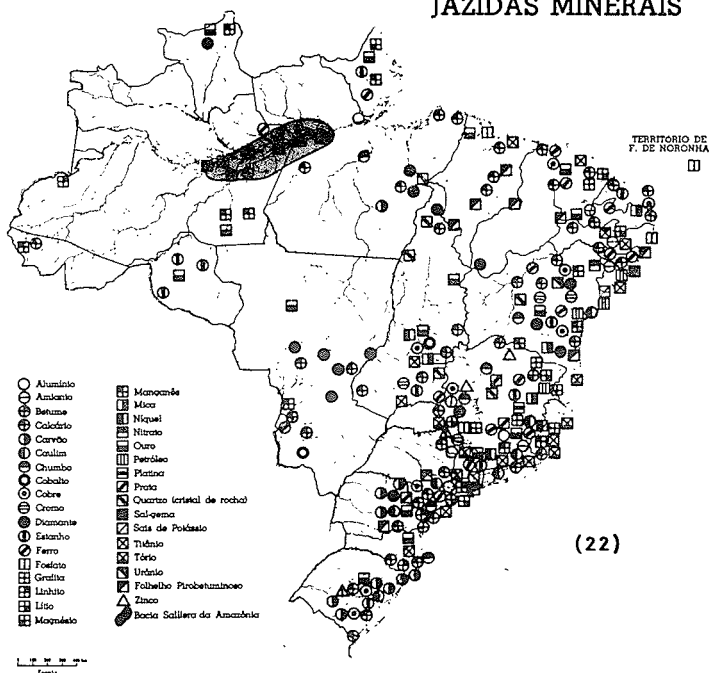 JAZIDAS MINERAIS
TERRITÓRIO DE
F. DE NORONHA
Alumínio
Amianto
Betume
Calcário
Carvão
Caulim
Chumbo
Cobalto
Cobre
Cromo
Diamante
Estanho
Ferro
Fosfato
Grafita
Linhito
Lítio
Magnésio
Manganês
Mica
Níquel
Nitrato
Ouro
Petróleo
Platina
Prata
Quartzo (cristal de rocha)
Sal-gema
Sais de Potássio
Titânio
Tório
Urânio
Folhelho Pirobetuminoso
Zinco
Bacia Salífera da Amazônia
(22)
Escala